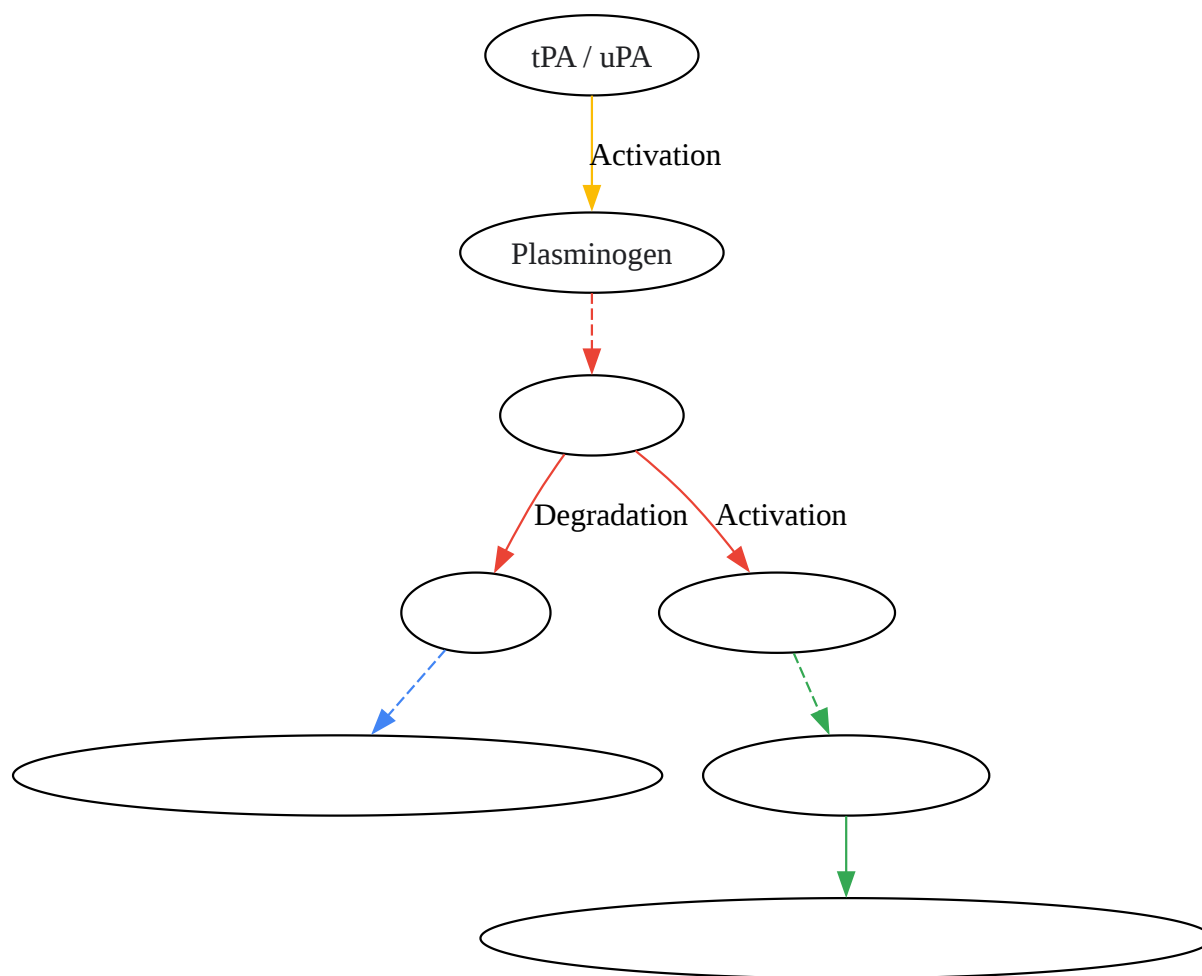 tPA / uPA
Activation
Plasminogen
Degradation
Activation